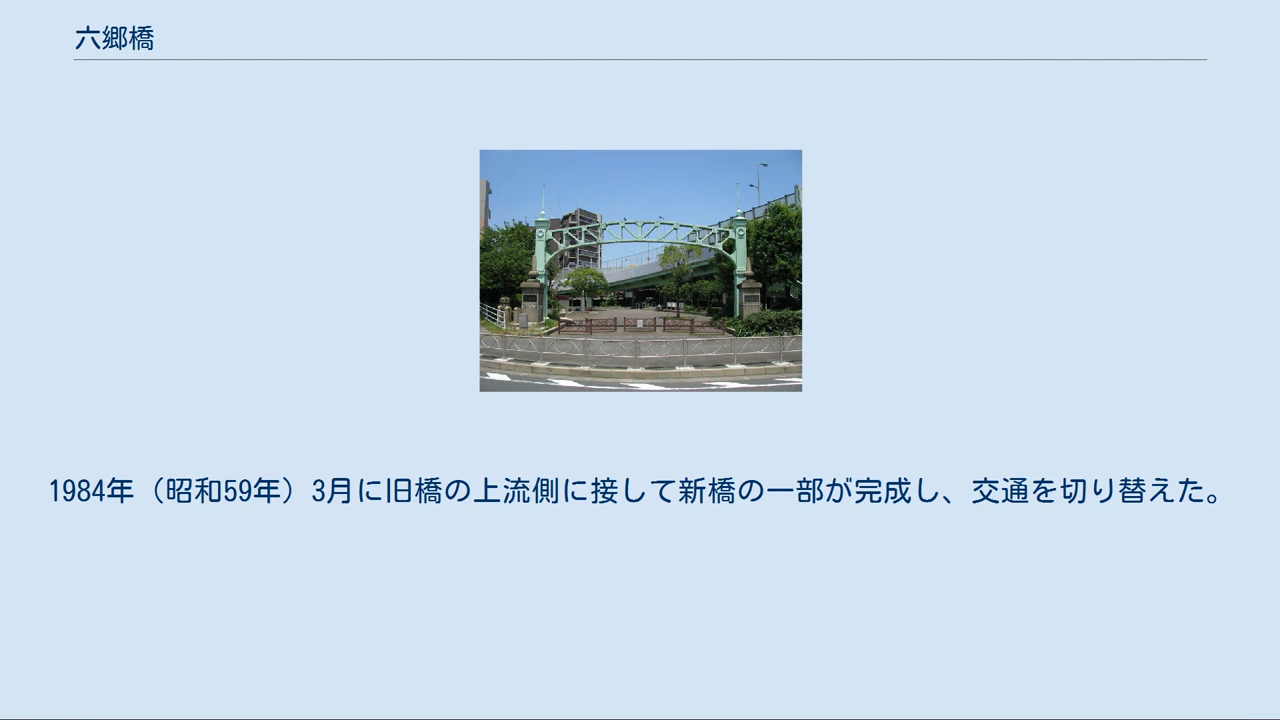 六郷橋
1984年（昭和59年）3月に旧橋の上流側に接して新橋の一部が完成し、交通を切り替えた。